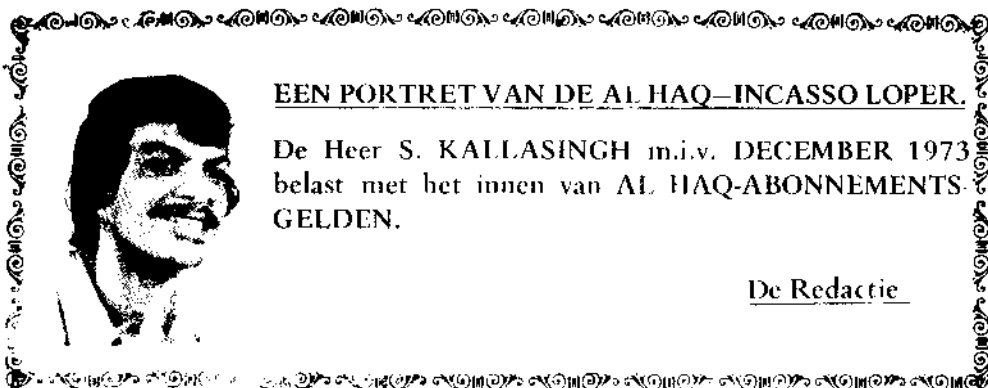 EEN PORTRET VAN DE AL HAQ–INCASSO LOPER.
De Heer S. KALLASINGH m.i.v. DECEMBER 1973
belast met het innen van AL HAQ-ABONNEMENTS-
GELDEN.
De Redactie